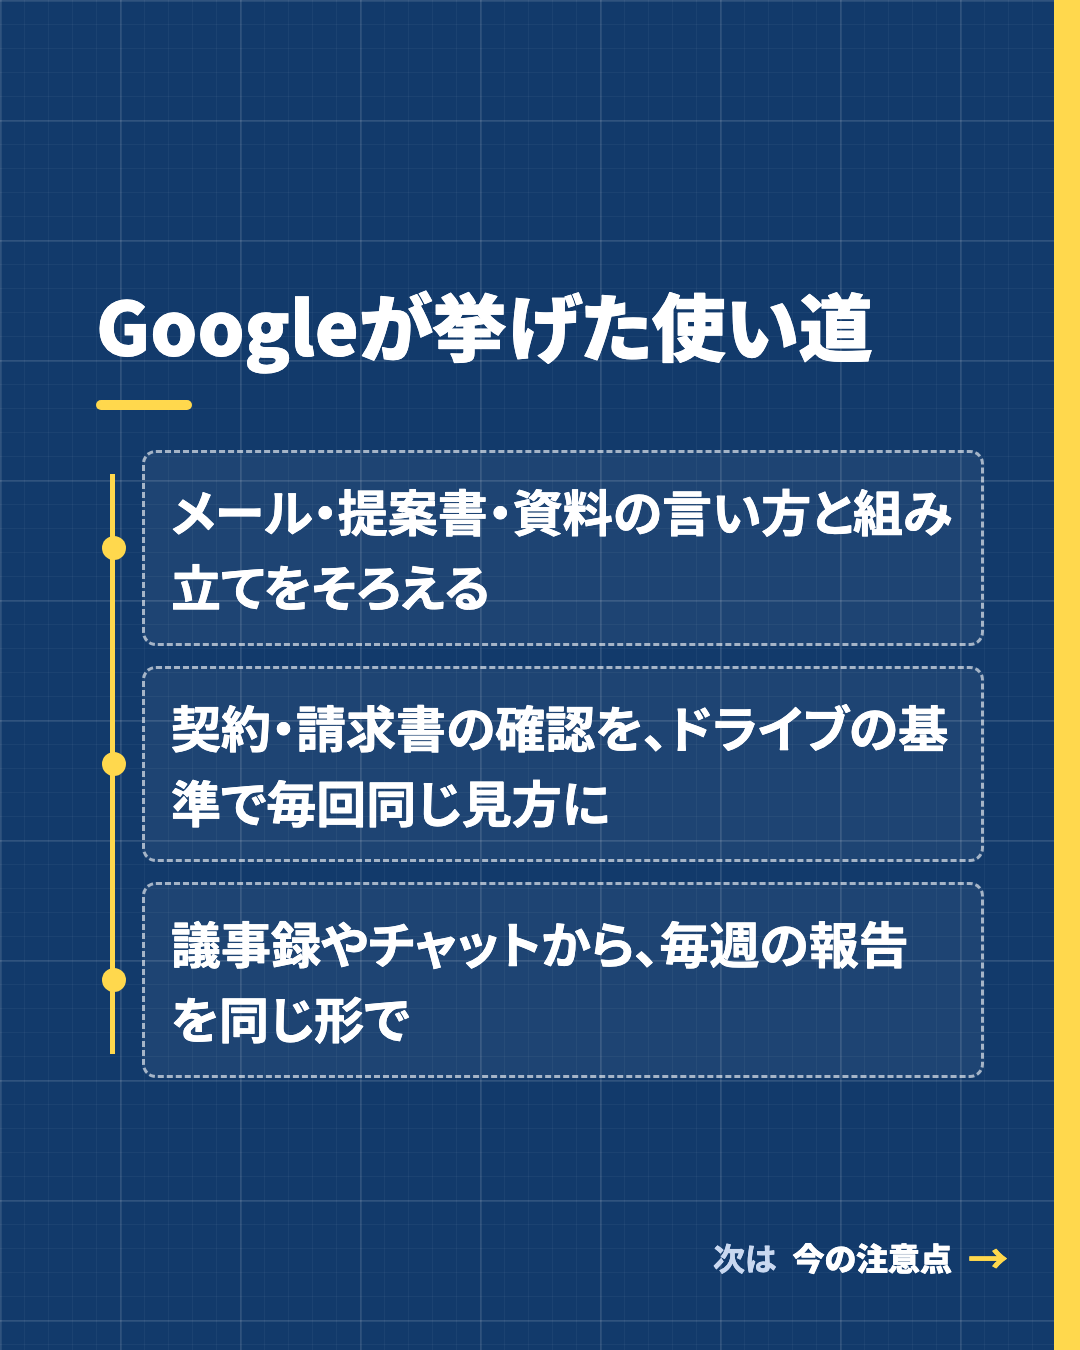 Googleが挙げた使い道
メール・提案書・資料の言い方と組み
立てをそろえる
契約・請求書の確認を、ドライブの基
準で毎回同じ見方に
議事録やチャットから、毎週の報告
を同じ形で
次は 今の注意点 →